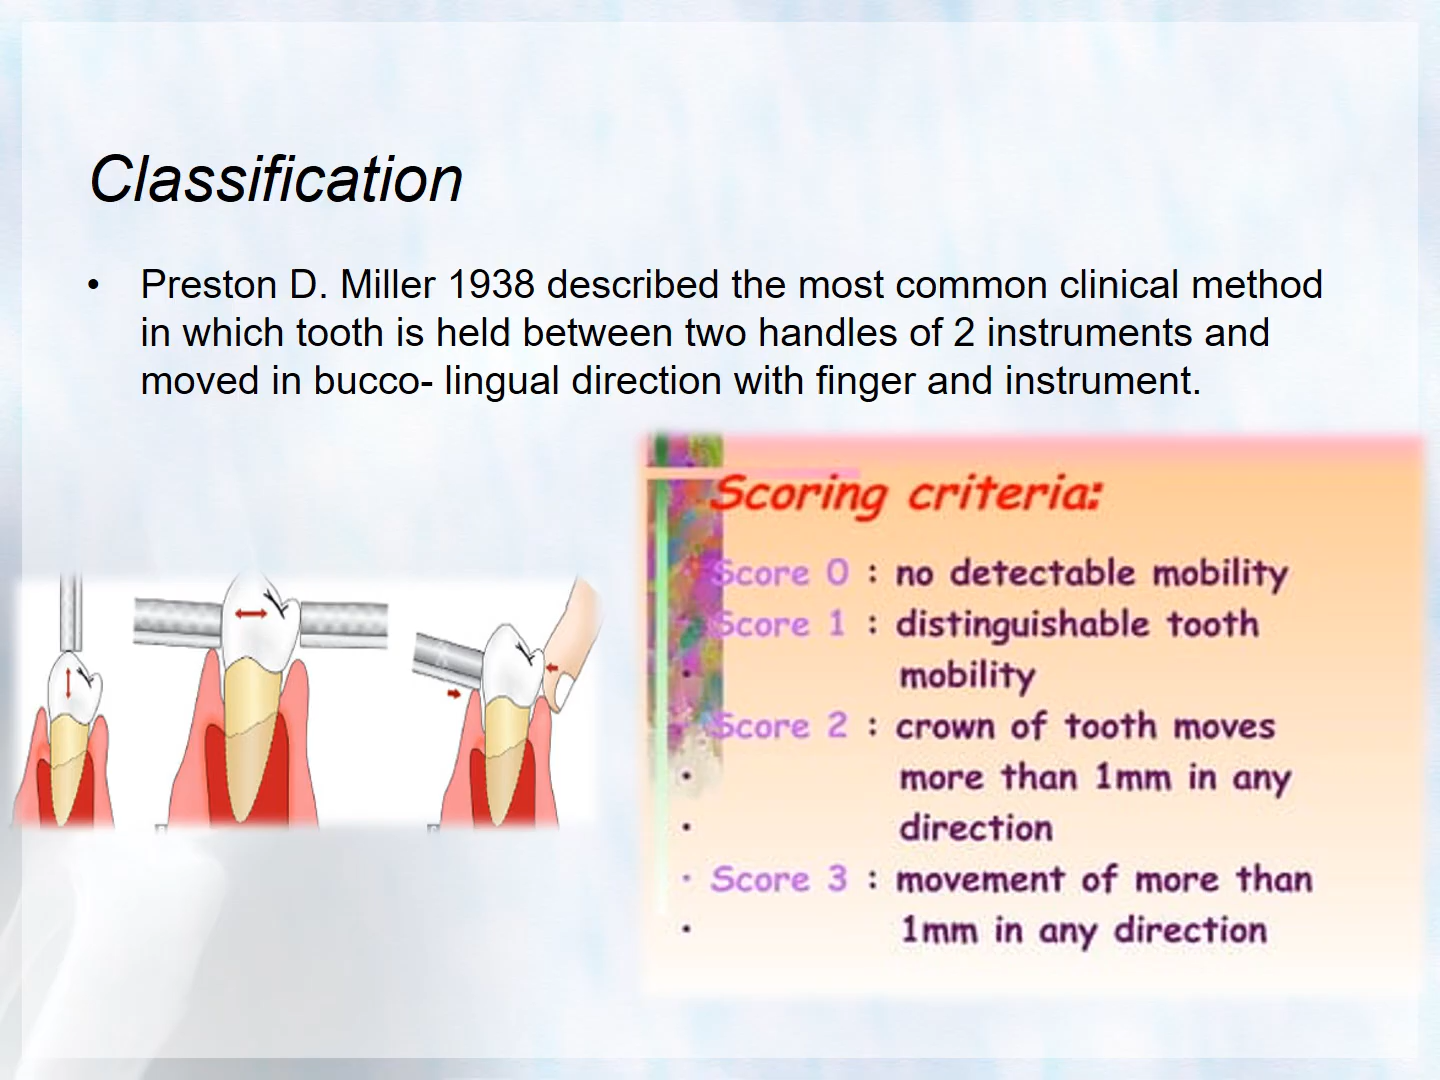 Classification
• Preston D. Miller 1938 described the most common clinical method
in which tooth is held between two handles of 2 instruments and
moved in bucco- lingual direction with finger and instrument.
Scoring criteria:
Score 0 : no detectable mobility
Score 1 : distinguishable tooth
• mobility
Score 2 : crown of tooth moves
• more than 1mm in any
• direction
• Score 3 : movement of more than
• 1mm in any direction